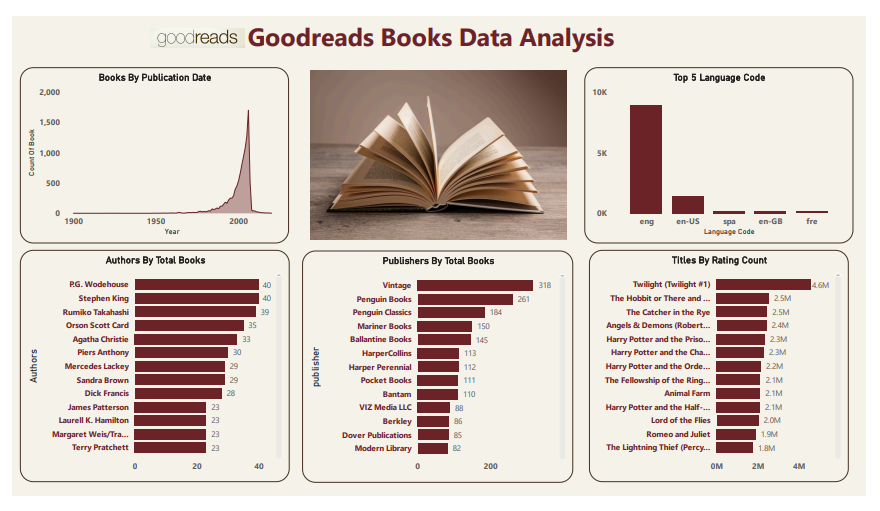 goodreads Goodreads Books Data Analysis
Books By Publication Date
2,000
1,500
1,000
500
0
Count Of Book
1900 1950 2000
Year
Top 5 Language Code
10K
5K
0K
eng en-US spa en-GB fre
Language Code
Authors By Total Books
Authors
P.G. Wodehouse 40
Stephen King 40
Rumiko Takahashi 39
Orson Scott Card 35
Agatha Christie 33
Piers Anthony 30
Mercedes Lackey 29
Sandra Brown 29
Dick Francis 28
James Patterson 23
Laurell K. Hamilton 23
Margaret Weis/Tra... 23
Terry Pratchett 23
0 20 40
Publishers By Total Books
publisher
Vintage 318
Penguin Books 261
Penguin Classics 184
Mariner Books 150
Ballantine Books 145
HarperCollins 113
Harper Perennial 112
Pocket Books 111
Bantam 110
VIZ Media LLC 88
Berkley 86
Dover Publications 85
Modern Library 82
0 200
Titles By Rating Count
Twilight (Twilight #1) 4.6M
The Hobbit or There and ... 2.5M
The Catcher in the Rye 2.5M
Angels & Demons (Robert... 2.4M
Harry Potter and the Priso... 2.3M
Harry Potter and the Cha... 2.3M
Harry Potter and the Orde... 2.2M
The Fellowship of the Ring... 2.1M
Animal Farm 2.1M
Harry Potter and the Half-... 2.1M
Lord of the Flies 2.0M
Romeo and Juliet 1.9M
The Lightning Thief (Percy... 1.8M
0M 2M 4M